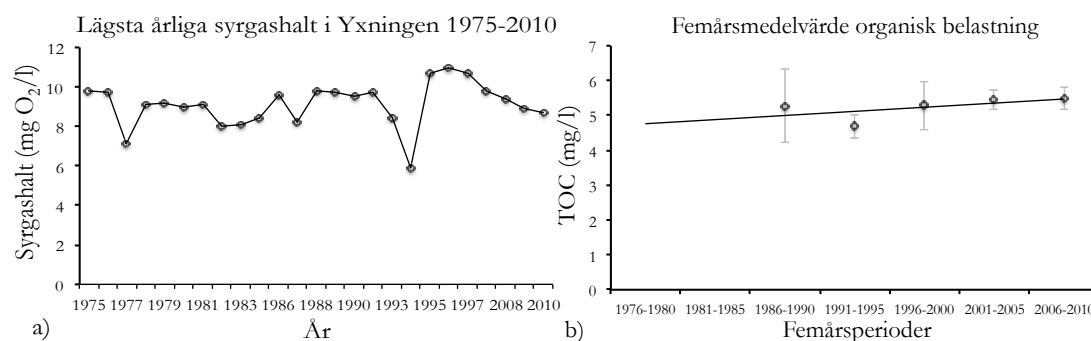 Lägsta årliga syrgashalt i Yxningen 1975-2010
Syrgashalt (mg O2/l)
12
10
8
6
4
2
0
1975 1977 1979 1981 1983 1986 1988 1990 1993 1995 1997 2008 2010
År
a)
Femårsmedelvärde organisk belastning
TOC (mg/l)
7
6
5
4
3
2
1
0
1976-1980 1981-1985 1986-1990 1991-1995 1996-2000 2001-2005 2006-2010
Femårsperioder
b)